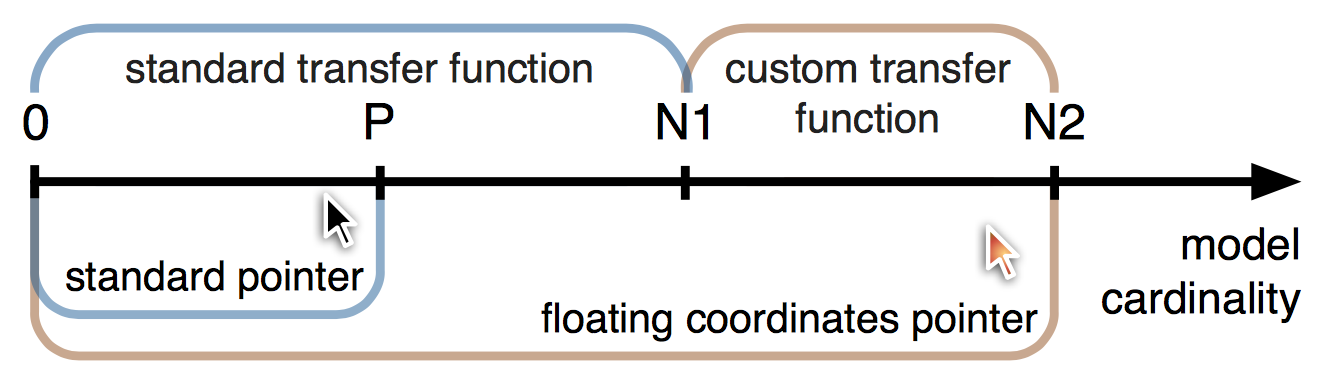 standard transfer function
custom transfer
function
0
P
N1
N2
standard pointer
floating coordinates pointer
model
cardinality